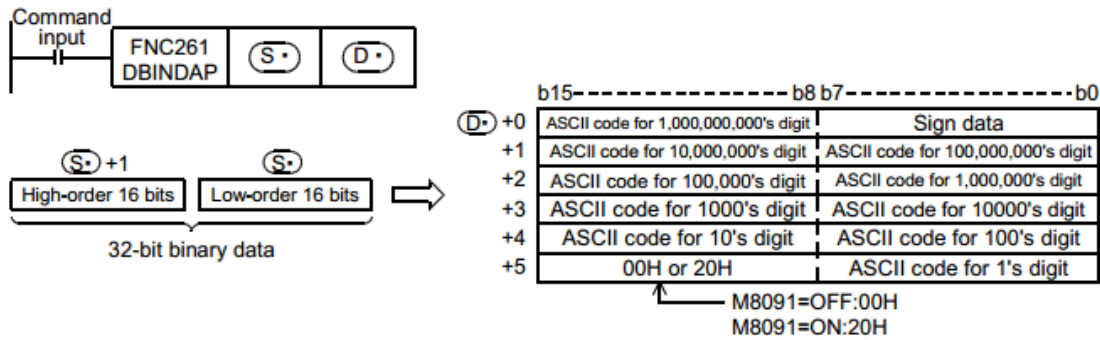 Command
input
FNC261
DBINDAP
S·
D·
b15 b8 b7 b0
D· +0 ASCII code for 1,000,000,000's digit Sign data
+1 ASCII code for 10,000,000's digit ASCII code for 100,000,000's digit
+2 ASCII code for 100,000's digit ASCII code for 1,000,000's digit
+3 ASCII code for 1000's digit ASCII code for 10000's digit
+4 ASCII code for 10's digit ASCII code for 100's digit
+5 00H or 20H ASCII code for 1's digit
S· +1 S·
High-order 16 bits Low-order 16 bits
32-bit binary data
M8091=OFF:00H
M8091=ON:20H